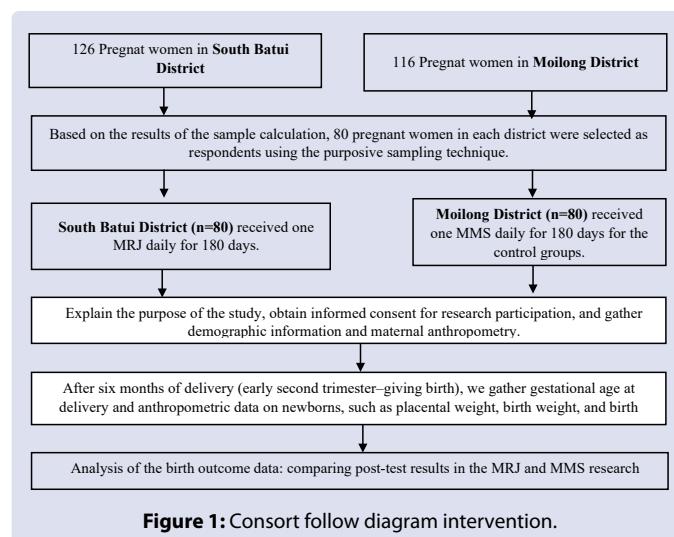 126 Pregnat women in South Batui
District
116 Pregnat women in Moilong District
Based on the results of the sample calculation, 80 pregnant women in each district were selected as
respondents using the purposive sampling technique.
South Batui District (n=80) received one
MRJ daily for 180 days.
Moilong District (n=80) received
one MMS daily for 180 days for the
control groups.
Explain the purpose of the study, obtain informed consent for research participation, and gather
demographic information and maternal anthropometry.
After six months of delivery (early second trimester–giving birth), we gather gestational age at
delivery and anthropometric data on newborns, such as placental weight, birth weight, and birth
Analysis of the birth outcome data: comparing post-test results in the MRJ and MMS research
Figure 1: Consort follow diagram intervention.